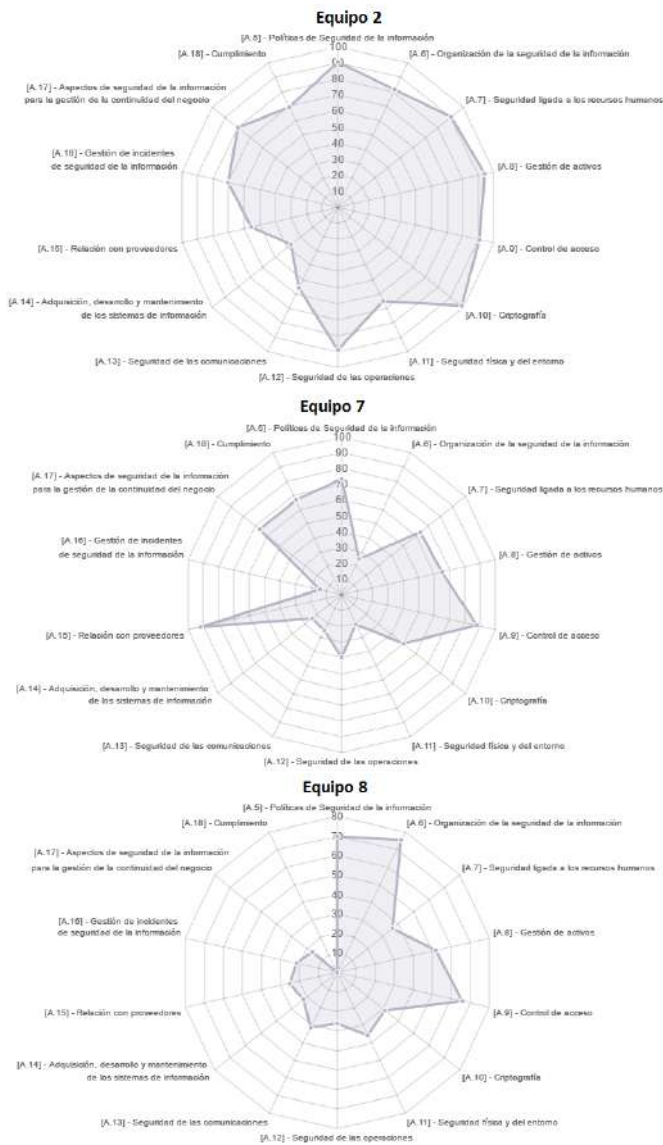 Equipo 2
[A.5] - Políticas de Seguridad de la información
[A.18] - Cumplimiento
[A.6] - Organización de la seguridad de la información
[A.17] - Aspectos de seguridad de la información
para la gestión de la continuidad del negocio
[A.7] - Seguridad ligada a los recursos humanos
[A.16] - Gestión de incidentes
de seguridad de la información
[A.8] - Gestión de activos
[A.15] - Relación con proveedores
[A.9] - Control de acceso
[A.14] - Adquisición, desarrollo y mantenimiento
de los sistemas de información
[A.10] - Criptografía
[A.13] - Seguridad de las comunicaciones
[A.11] - Seguridad física y del entorno
[A.12] - Seguridad de las operaciones
100
90
80
70
60
50
40
30
20
10
Equipo 7
[A.5] - Políticas de Seguridad de la información
[A.18] - Cumplimiento
[A.6] - Organización de la seguridad de la información
[A.17] - Aspectos de seguridad de la información
para la gestión de la continuidad del negocio
[A.7] - Seguridad ligada a los recursos humanos
[A.16] - Gestión de incidentes
de seguridad de la información
[A.8] - Gestión de activos
[A.15] - Relación con proveedores
[A.9] - Control de acceso
[A.14] - Adquisición, desarrollo y mantenimiento
de los sistemas de información
[A.10] - Criptografía
[A.13] - Seguridad de las comunicaciones
[A.11] - Seguridad física y del entorno
[A.12] - Seguridad de las operaciones
100
90
80
70
60
50
40
30
20
10
Equipo 8
[A.5] - Políticas de Seguridad de la información
[A.18] - Cumplimiento
[A.6] - Organización de la seguridad de la información
[A.17] - Aspectos de seguridad de la información
para la gestión de la continuidad del negocio
[A.7] - Seguridad ligada a los recursos humanos
[A.16] - Gestión de incidentes
de seguridad de la información
[A.8] - Gestión de activos
[A.15] - Relación con proveedores
[A.9] - Control de acceso
[A.14] - Adquisición, desarrollo y mantenimiento
de los sistemas de información
[A.10] - Criptografía
[A.13] - Seguridad de las comunicaciones
[A.11] - Seguridad física y del entorno
[A.12] - Seguridad de las operaciones
80
70
60
50
40
30
20
10